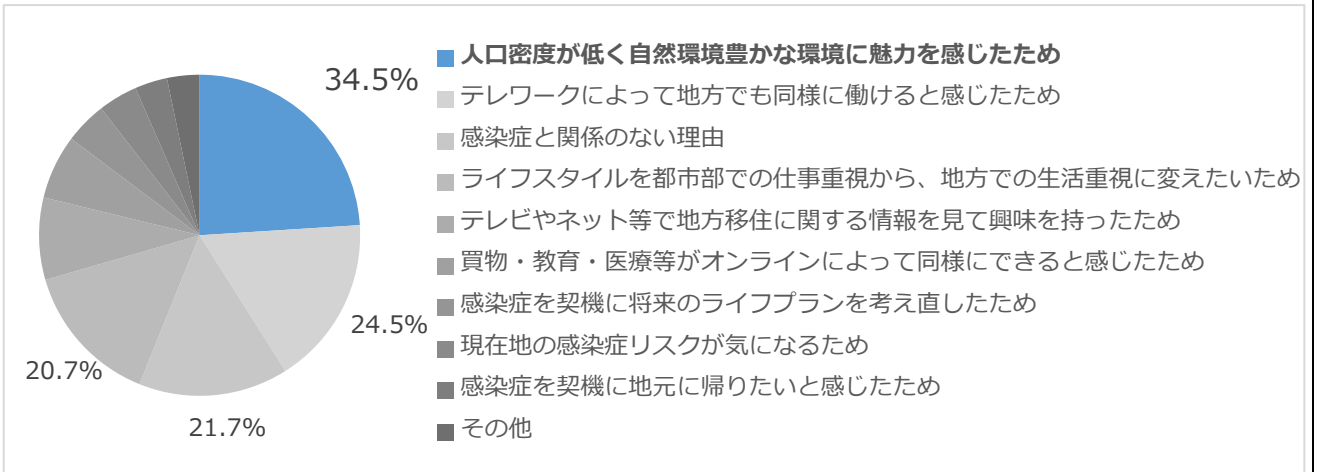 34.5%
24.5%
21.7%
20.7%
人口密度が低く自然環境豊かな環境に魅力を感じたため
テレワークによって地方でも同様に働けると感じたため
感染症と関係のない理由
ライフスタイルを都市部での仕事重視から、地方での生活重視に変えたいため
テレビやネット等で地方移住に関する情報を見て興味を持ったため
買物・教育・医療等がオンラインによって同様にできると感じたため
感染症を契機に将来のライフプランを考え直したため
現在地の感染症リスクが気になるため
感染症を契機に地元に帰りたいと感じたため
その他